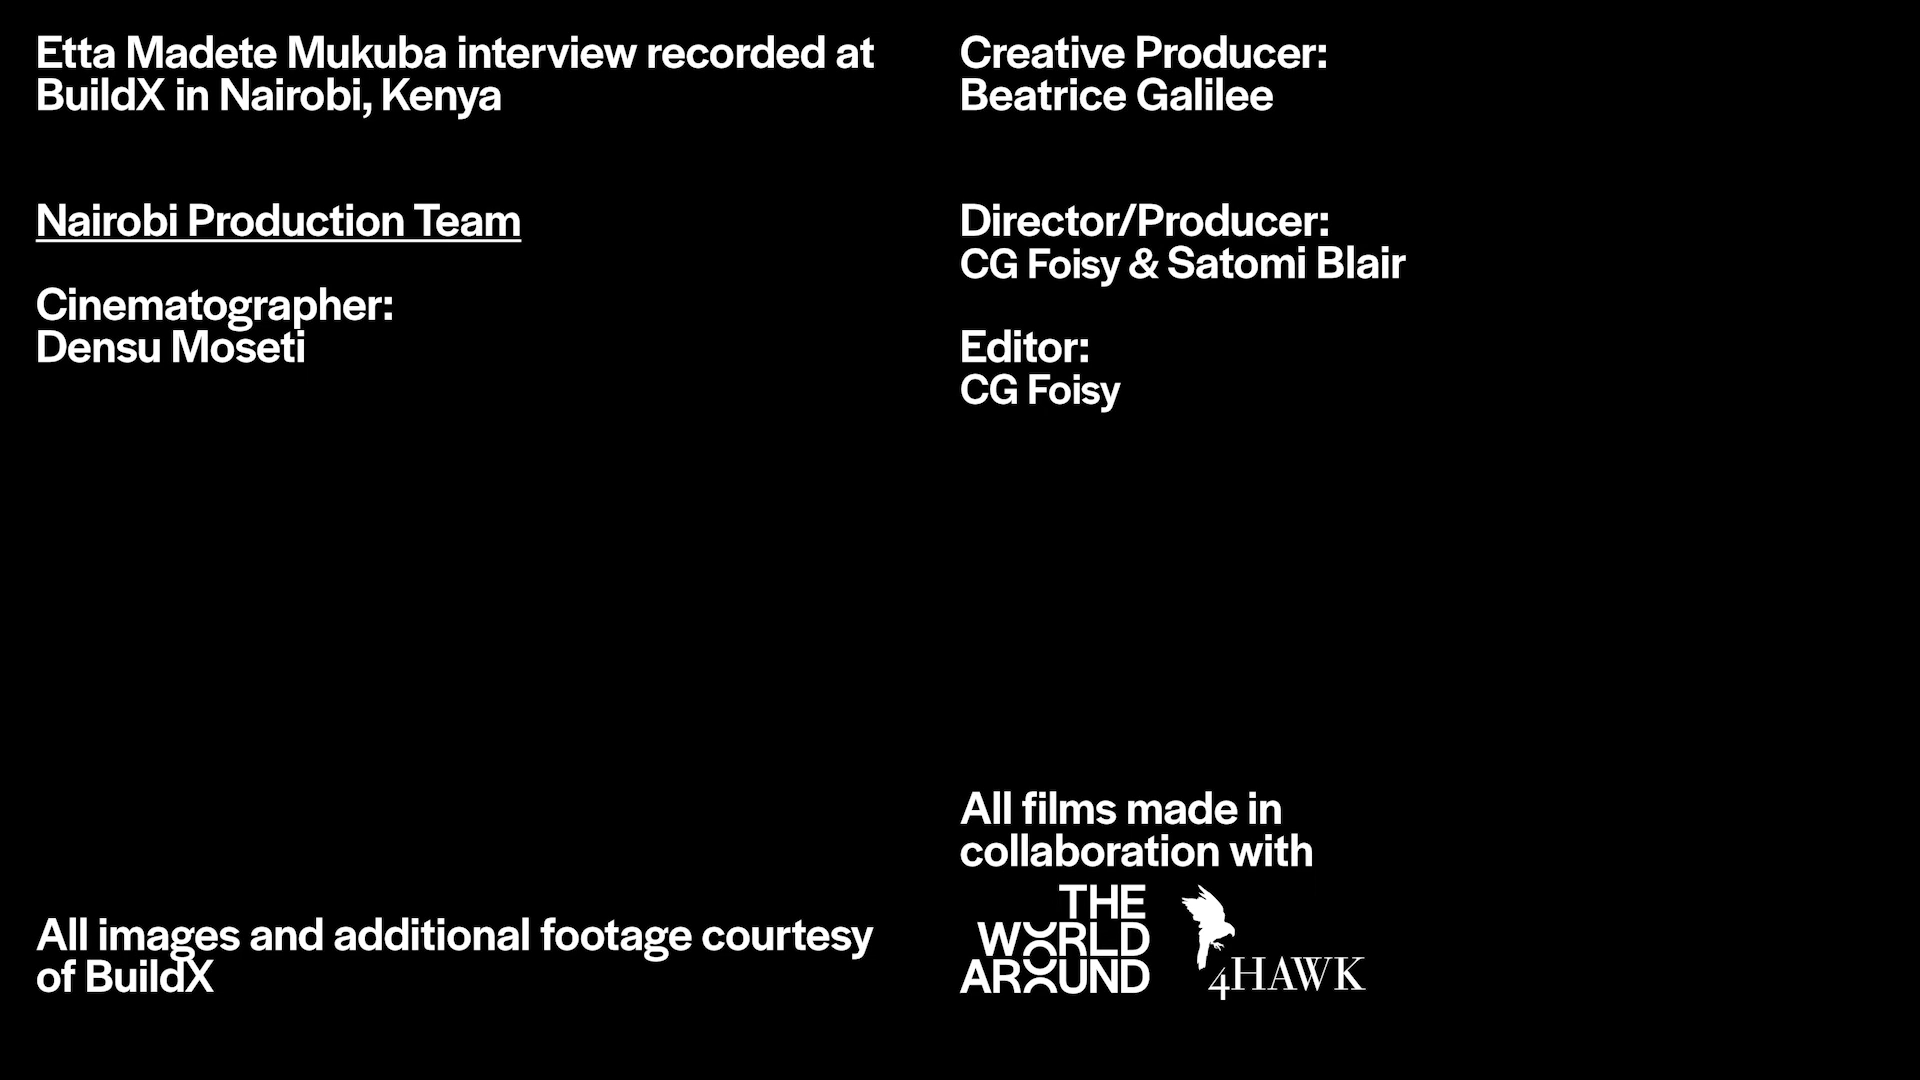 Etta Madete Mukuba interview recorded at
BuildX in Nairobi, Kenya
Nairobi Production Team
Cinematographer:
Densu Moseti
All images and additional footage courtesy
of BuildX
Creative Producer:
Beatrice Galilee
Director/Producer:
CG Foisy & Satomi Blair
Editor:
CG Foisy
All films made in
collaboration with
THE
WORLD
AROUND
4HAWK